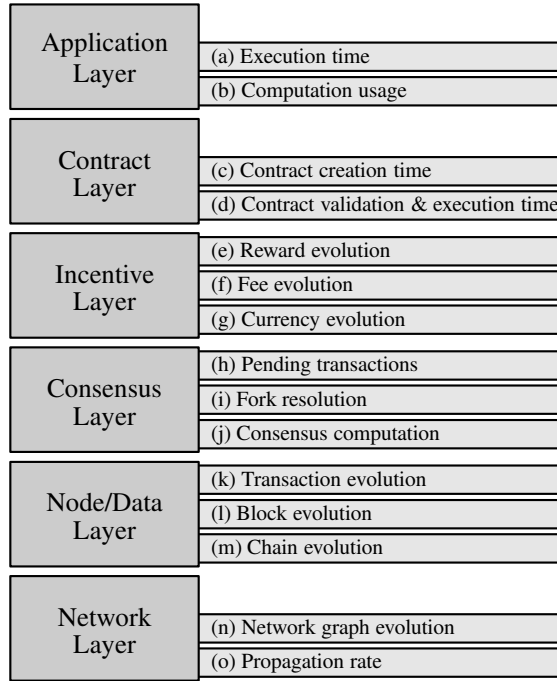 Application
Layer
(a) Execution time
(b) Computation usage
Contract
Layer
(c) Contract creation time
(d) Contract validation & execution time
Incentive
Layer
(e) Reward evolution
(f) Fee evolution
(g) Currency evolution
Consensus
Layer
(h) Pending transactions
(i) Fork resolution
(j) Consensus computation
Node/Data
Layer
(k) Transaction evolution
(l) Block evolution
(m) Chain evolution
Network
Layer
(n) Network graph evolution
(o) Propagation rate